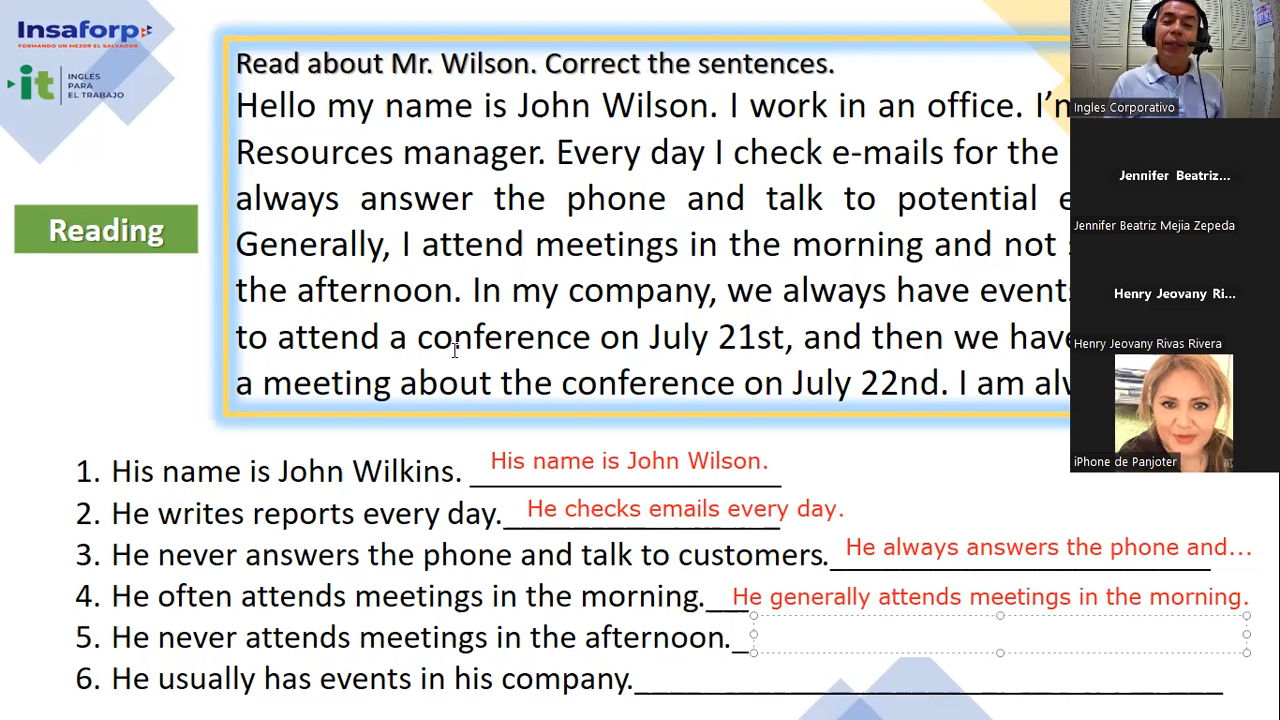 Insaforp
FORMANDO UN MEJOR EL SALVADOR
it INGLÉS
PARA
EL TRABAJO
Reading
Read about Mr. Wilson. Correct the sentences.
Hello my name is John Wilson. I work in an office. I'm
Resources manager. Every day I check e-mails for the
always answer the phone and talk to potential
Generally, I attend meetings in the morning and not
the afternoon. In my company, we always have events
to attend a conference on July 21st, and then we have
a meeting about the conference on July 22nd. I am
1. His name is John Wilkins. His name is John Wilson.
2. He writes reports every day. He checks emails every day.
3. He never answers the phone and talk to customers. He always answers the phone and...
4. He often attends meetings in the morning. He generally attends meetings in the morning.
5. He never attends meetings in the afternoon.
6. He usually has events in his company.
Ingles Corporativo
Jennifer Beatriz...
Jennifer Beatriz Mejia Zepeda
Henry Jeovany Ri...
Henry Jeovany Rivas Rivera
iPhone de Panjoter